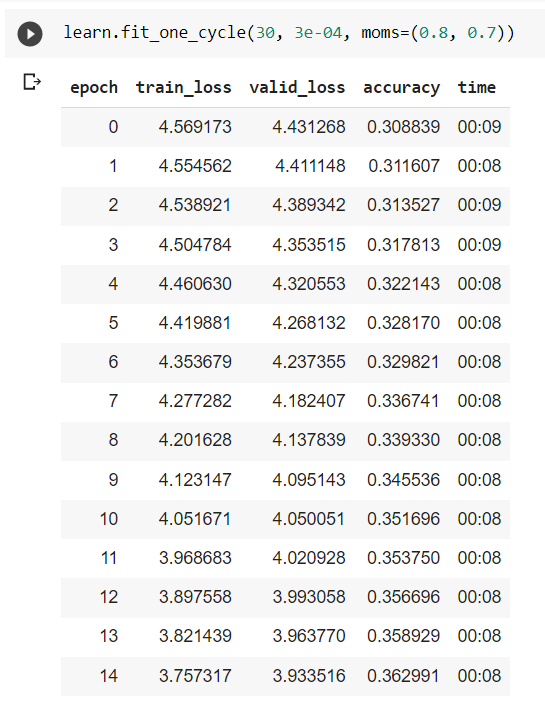 learn.fit_one_cycle(30, 3e-04, moms=(0.8, 0.7))
epoch train_loss valid_loss accuracy time
0 4.569173 4.431268 0.308839 00:09
1 4.554562 4.411148 0.311607 00:08
2 4.538921 4.389342 0.313527 00:09
3 4.504784 4.353515 0.317813 00:09
4 4.460630 4.320553 0.322143 00:08
5 4.419881 4.268132 0.328170 00:08
6 4.353679 4.237355 0.329821 00:08
7 4.277282 4.182407 0.336741 00:08
8 4.201628 4.137839 0.339330 00:08
9 4.123147 4.095143 0.345536 00:08
10 4.051671 4.050051 0.351696 00:08
11 3.968683 4.020928 0.353750 00:08
12 3.897558 3.993058 0.356696 00:08
13 3.821439 3.963770 0.358929 00:08
14 3.757317 3.933516 0.362991 00:08